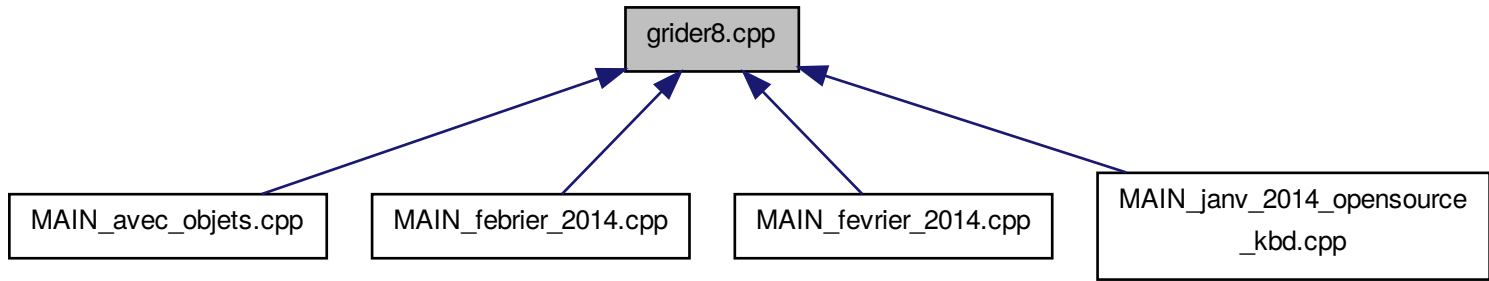 grider8.cpp
MAIN_avec_objets.cpp
MAIN_febrier_2014.cpp
MAIN_fevrier_2014.cpp
MAIN_janv_2014_opensource
_kbd.cpp